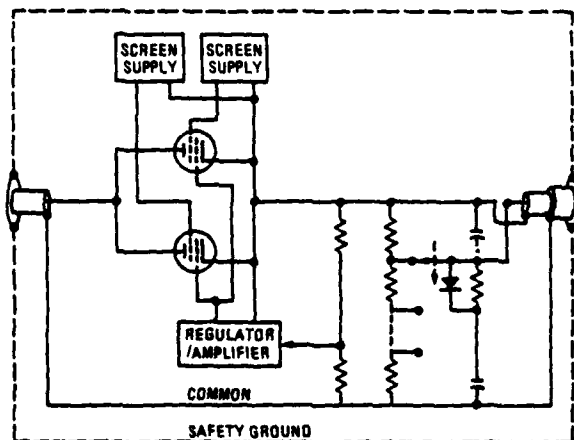 SCREEN
SUPPLY
SCREEN
SUPPLY
REGULATOR
/AMPLIFIER
COMMON
SAFETY GROUND